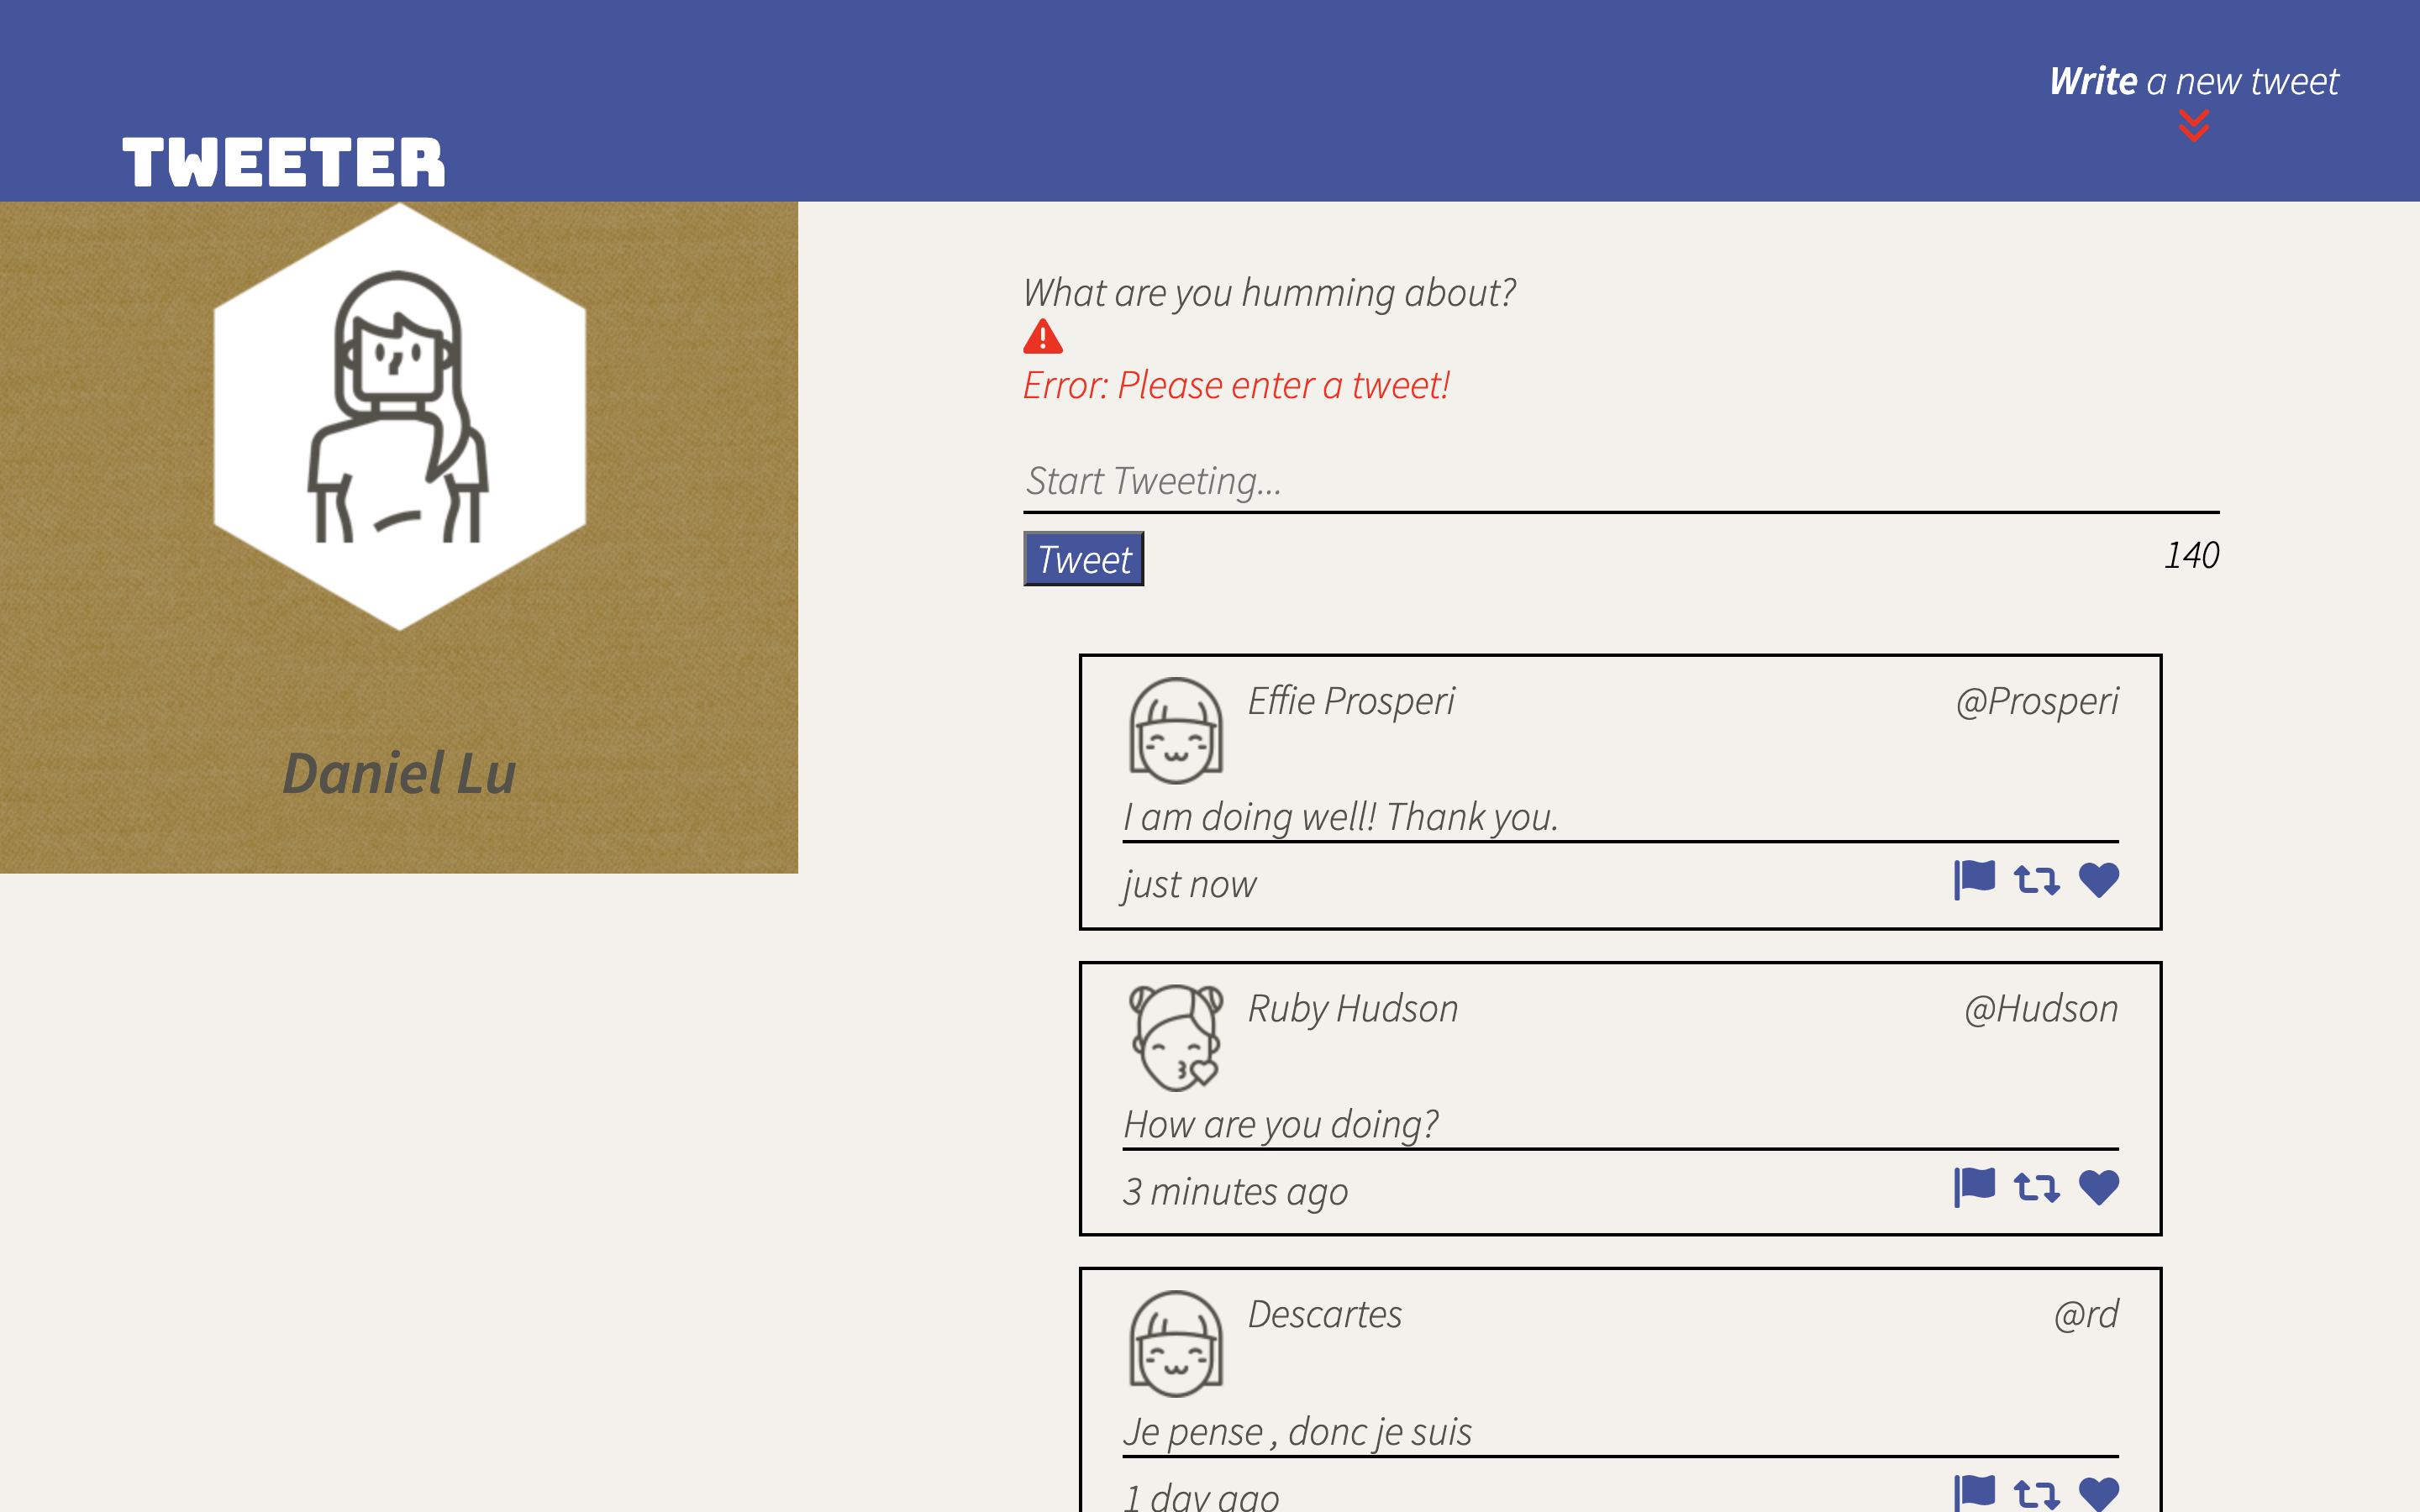 Write a new tweet
TWEETER
Daniel Lu
What are you humming about?
Error: Please enter a tweet!
Start Tweeting...
Tweet
140
Effie Prosperi
@Prosperi
I am doing well! Thank you.
just now
Ruby Hudson
@Hudson
How are you doing?
3 minutes ago
Descartes
@rd
Je pense , donc je suis
1 day ago